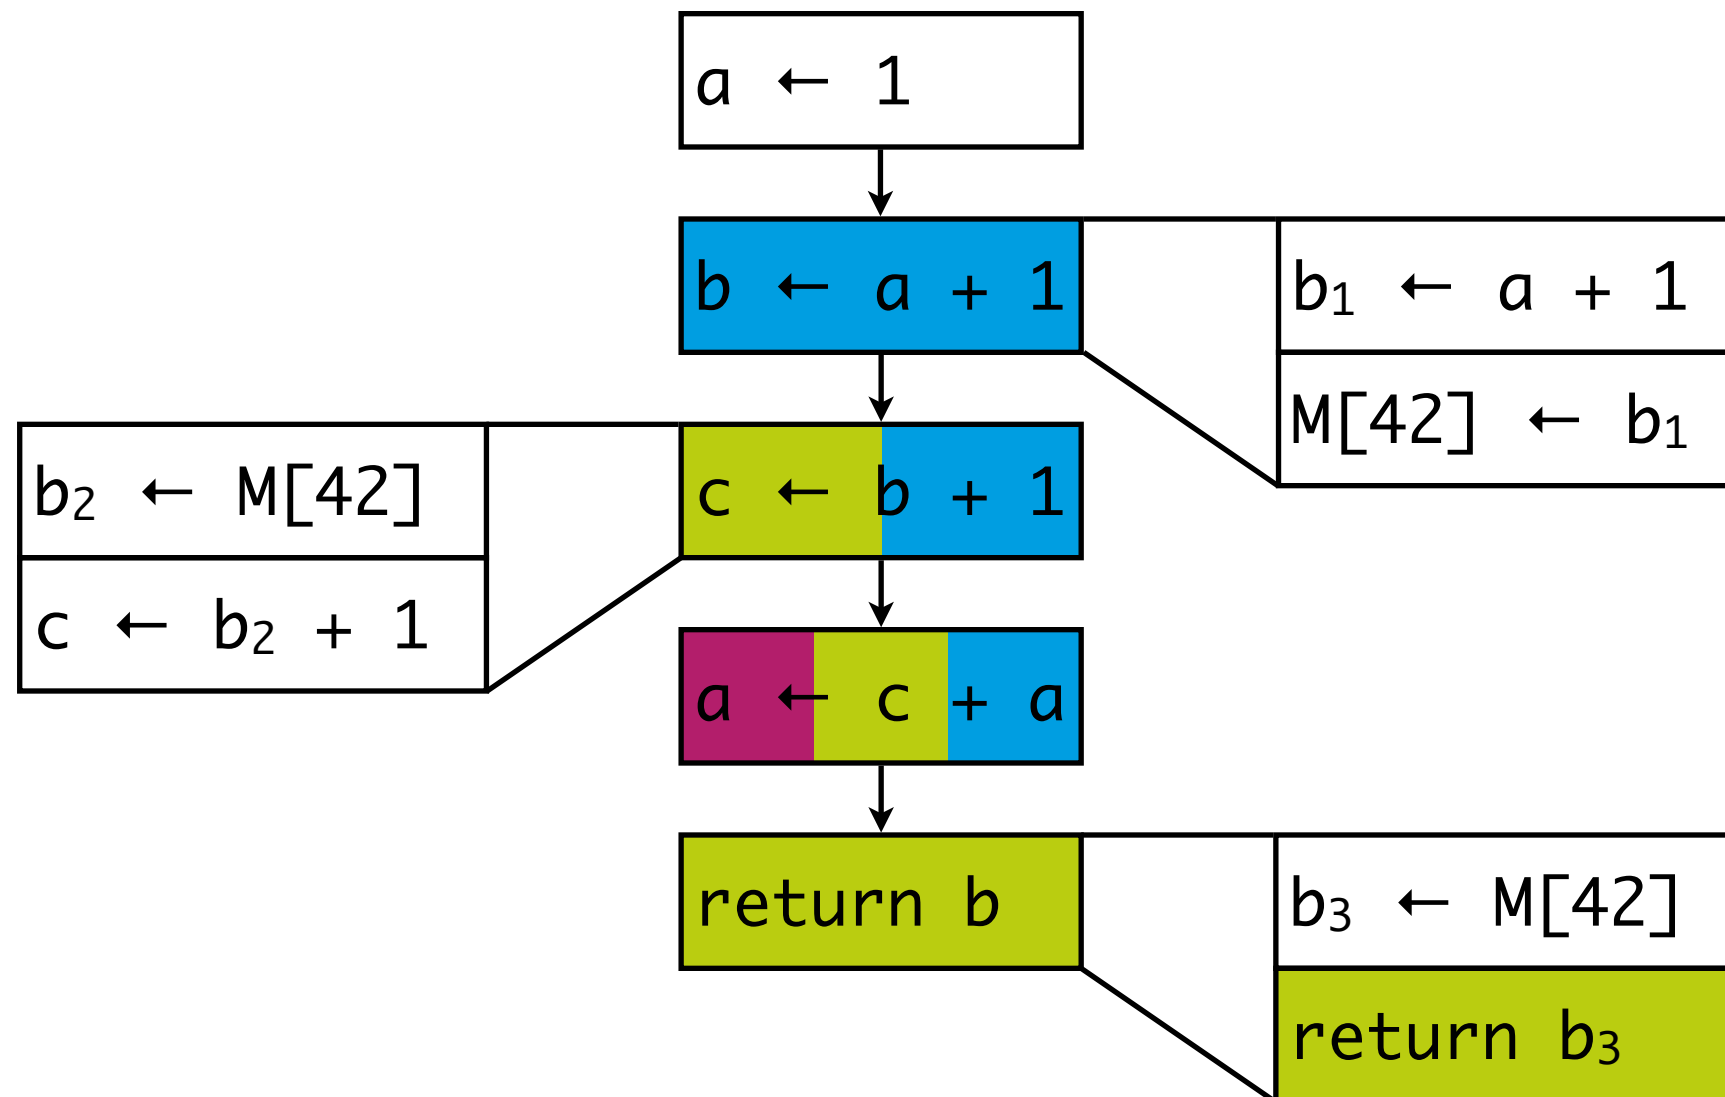 a ← 1
b ← a + 1
b₁ ← a + 1
M[42] ← b₁
c ← b + 1
b₂ ← M[42]
c ← b₂ + 1
a ← c + a
return b
b₃ ← M[42]
return b₃